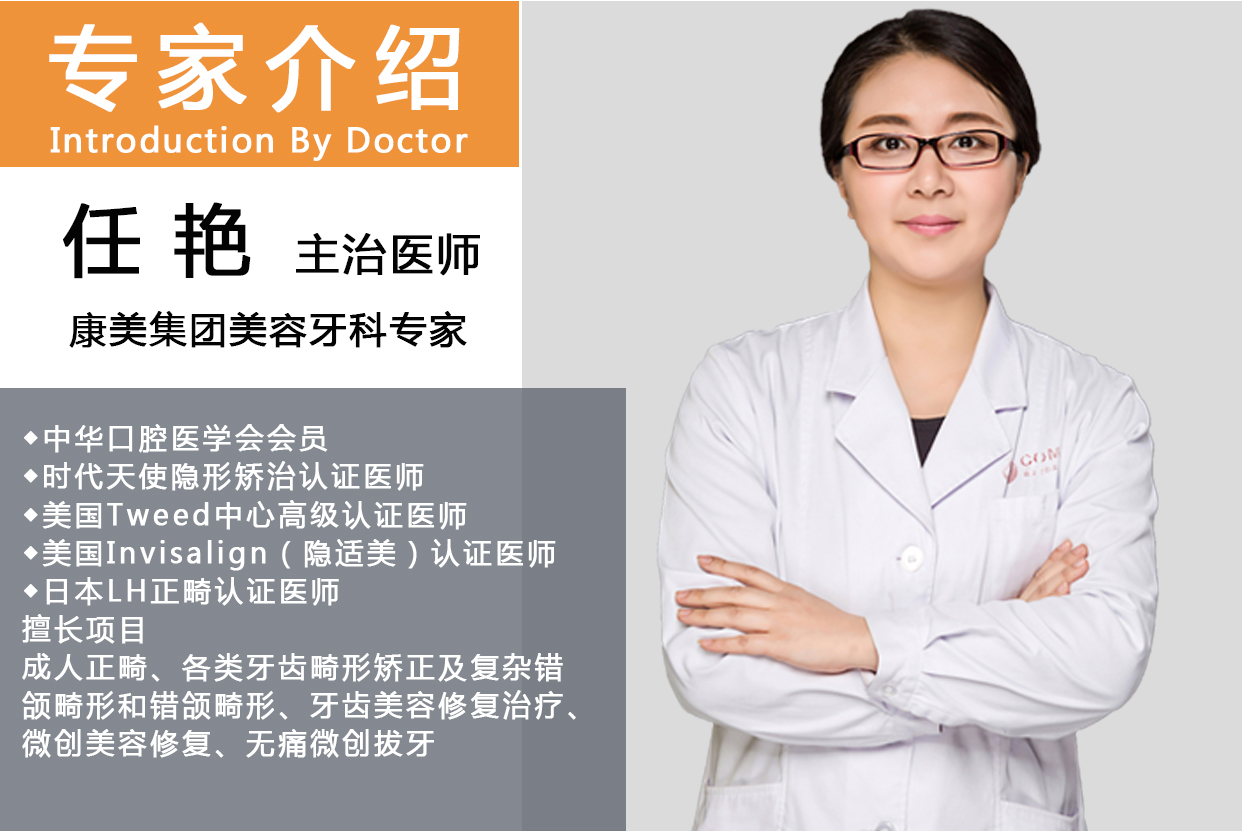 专家介绍
Introduction By Doctor
任艳 主治医师
康美集团美容牙科专家
◆中华口腔医学会会员
◆时代天使隐形矫治认证医师
◆美国Tweed中心高级认证医师
◆美国Invisalign（隐适美）认证医师
◆日本LH正畸认证医师
擅长项目
成人正畸、各类牙齿畸形矫正及复杂错
颌畸形和错颌畸形、牙齿美容修复治疗、
微创美容修复、无痛微创拔牙